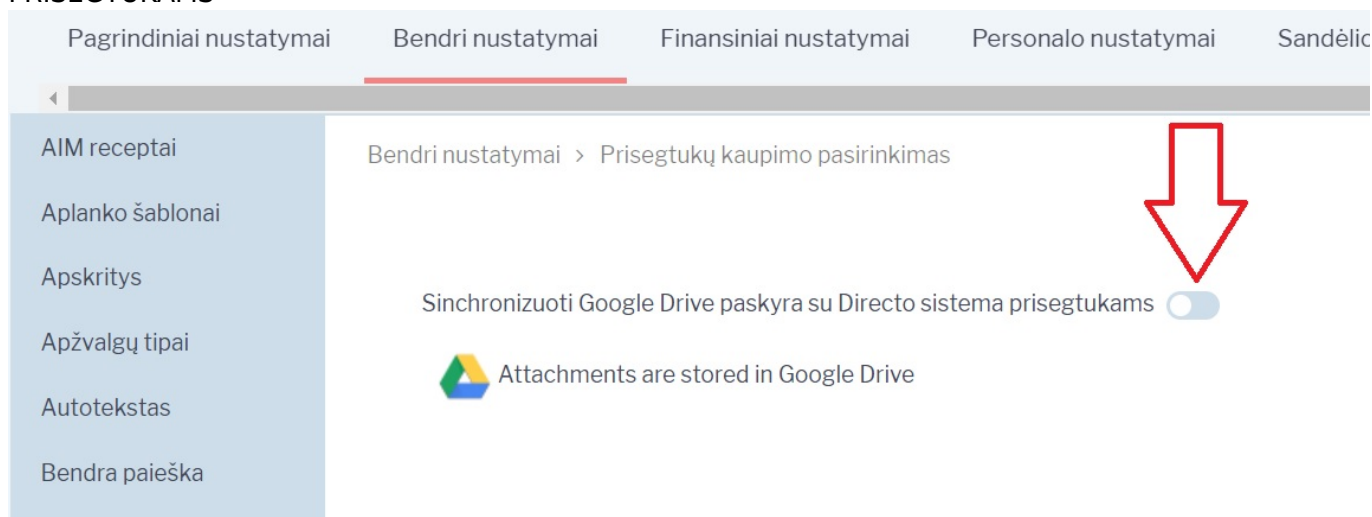 Pagrindiniai nustatymai Bendri nustatymai Finansiniai nustatymai Personalo nustatymai
AIM receptai
Aplanko šablonai
Apskritys
Apžvalgų tipai
Autotekstas
Bendra paieška
Bendri nustatymai > Prisegtukų kaupimo pasirinkimas
Sinchronizuoti Google Drive paskyra su Directo sistema prisegtukams
Attachments are stored in Google Drive